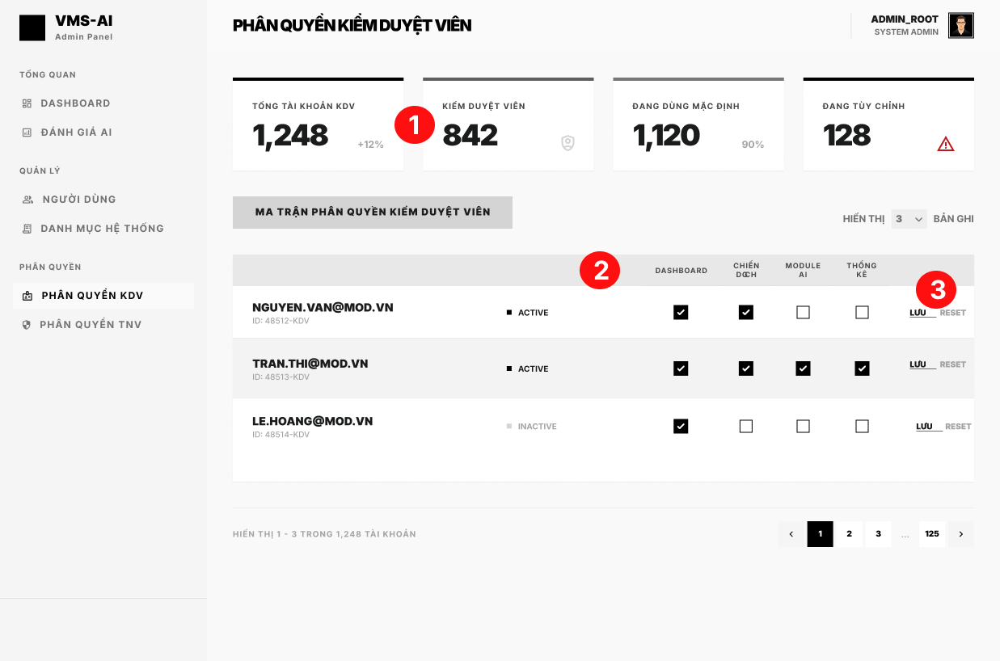 VMS-AI
Admin Panel
TỔNG QUAN
DASHBOARD
ĐÁNH GIÁ AI
QUẢN LÝ
NGƯỜI DÙNG
DANH MỤC HỆ THỐNG
PHÂN QUYỀN
PHÂN QUYỀN KDV
PHÂN QUYỀN TNV
PHÂN QUYỀN KIỂM DUYỆT VIÊN
ADMIN_ROOT
SYSTEM ADMIN
TỔNG TÀI KHOẢN KDV
1,248
+12%
1
KIỂM DUYỆT VIÊN
842
ĐANG DÙNG MẶC ĐỊNH
1,120
90%
ĐANG TÙY CHỈNH
128
MA TRẬN PHÂN QUYỀN KIỂM DUYỆT VIÊN
HIỂN THỊ 3 BẢN GHI
2
DASHBOARD
CHIẾN
DỊCH
MODULE
AI
THỐNG
KÊ
3
NGUYEN.VAN@MOD.VN
ID: 48512-KDV
ACTIVE
LƯU RESET
TRAN.THI@MOD.VN
ID: 48513-KDV
ACTIVE
LƯU RESET
LE.HOANG@MOD.VN
ID: 48514-KDV
INACTIVE
LƯU RESET
HIỂN THỊ 1 - 3 TRONG 1,248 TÀI KHOẢN
‹ 1 2 3 ... 125 ›